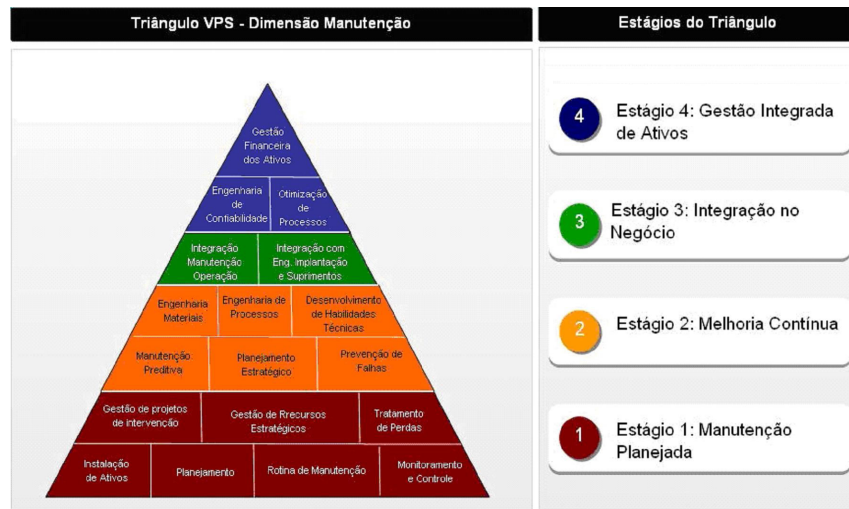 Triângulo VPS - Dimensão Manutenção
Gestão
Financeira
dos Ativos
Engenharia
de
Confiabilidade
Otimização
de
Processos
Integração
Manutenção
Operação
Integração com
Eng. Implantação
e Suprimentos
Engenharia
Materiais
Engenharia de
Processos
Desenvolvimento
de Habilidades
Técnicas
Manutenção
Preditiva
Planejamento
Estratégico
Prevenção de
Falhas
Gestão de projetos
de intervenção
Gestão de Rrecursos
Estratégicos
Tratamento
de Perdas
Instalação
de Ativos
Planejamento
Rotina de Manutenção
Monitoramento
e Controle
Estágios do Triângulo
4
Estágio 4: Gestão Integrada
de Ativos
3
Estágio 3: Integração no
Negócio
2
Estágio 2: Melhoria Contínua
1
Estágio 1: Manutenção
Planejada